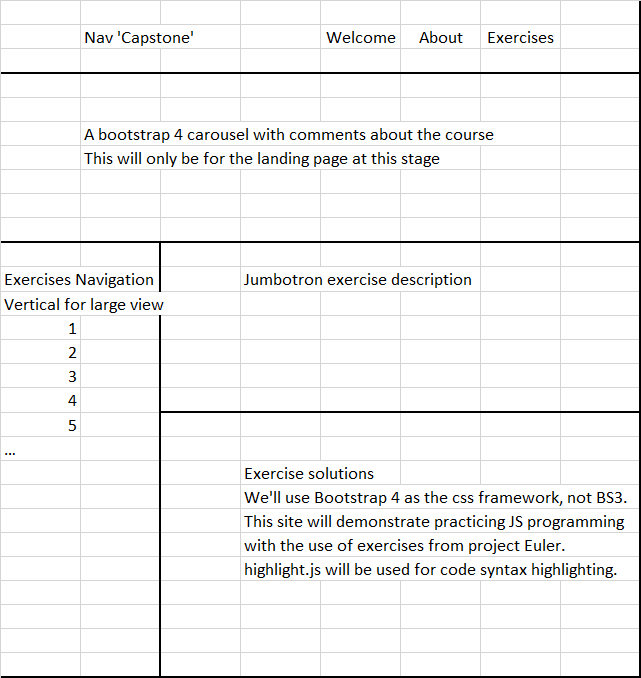 Nav 'Capstone' Welcome About Exercises
A bootstrap 4 carousel with comments about the course
This will only be for the landing page at this stage
Exercises Navigation
Vertical for large view
1
2
3
4
5
...
Jumbotron exercise description
Exercise solutions
We'll use Bootstrap 4 as the css framework, not BS3.
This site will demonstrate practicing JS programming
with the use of exercises from project Euler.
highlight.js will be used for code syntax highlighting.